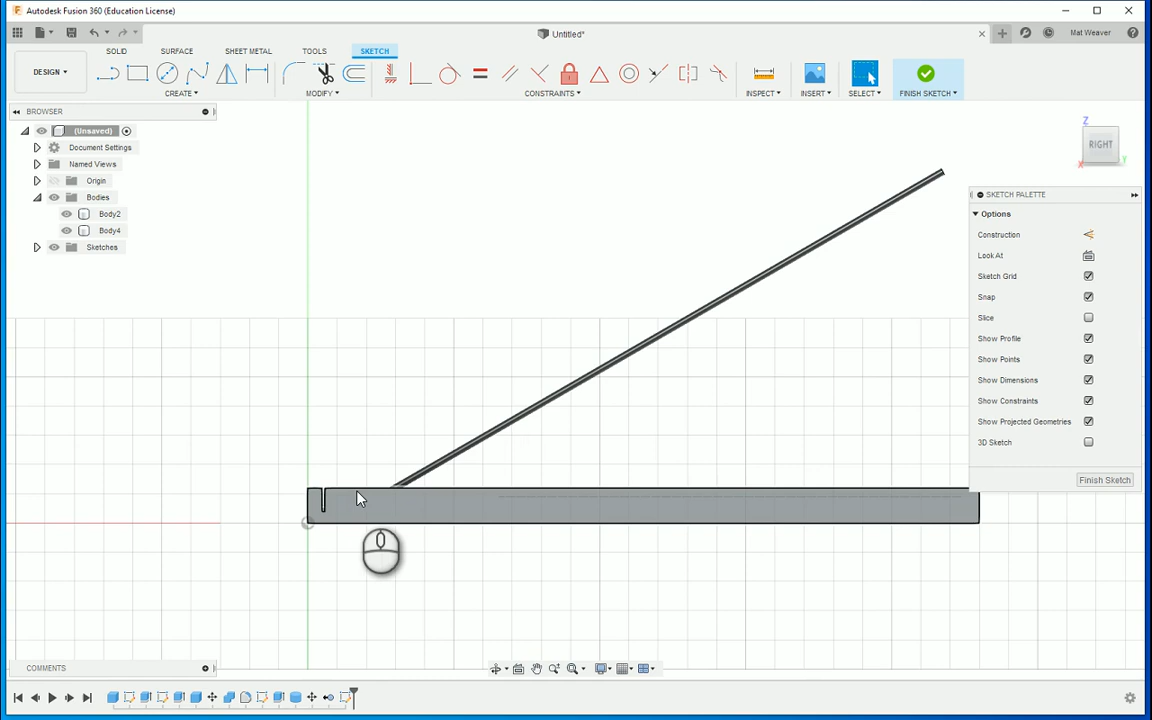 Autodesk Fusion 360 (Education License)
Untitled*
Mat Weaver
DESIGN
SOLID
SURFACE
SHEET METAL
TOOLS
SKETCH
CREATE
MODIFY
CONSTRAINTS
INSPECT
INSERT
SELECT
FINISH SKETCH
BROWSER
(Unsaved)
Document Settings
Named Views
Origin
Bodies
Body2
Body4
Sketches
Z
RIGHT
X
Y
SKETCH PALETTE
Options
Construction
Look At
Sketch Grid
Snap
Slice
Show Profile
Show Points
Show Dimensions
Show Constraints
Show Projected Geometries
3D Sketch
Finish Sketch
COMMENTS